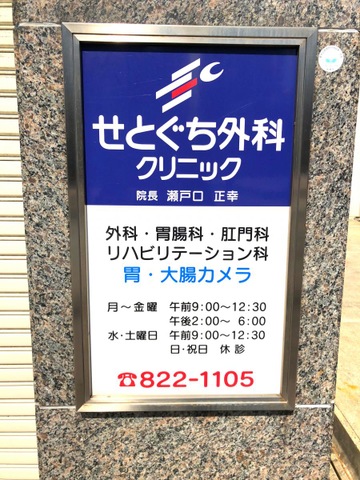 せとぐち外科
クリニック
院長 瀬戸口 正幸
外科・胃腸科・肛門科
リハビリテーション科
胃・大腸カメラ
月～金曜 午前9:00～12:30
午後2:00～ 6:00
水・土曜日 午前9:00～12:30
日・祝日 休診
☎822-1105